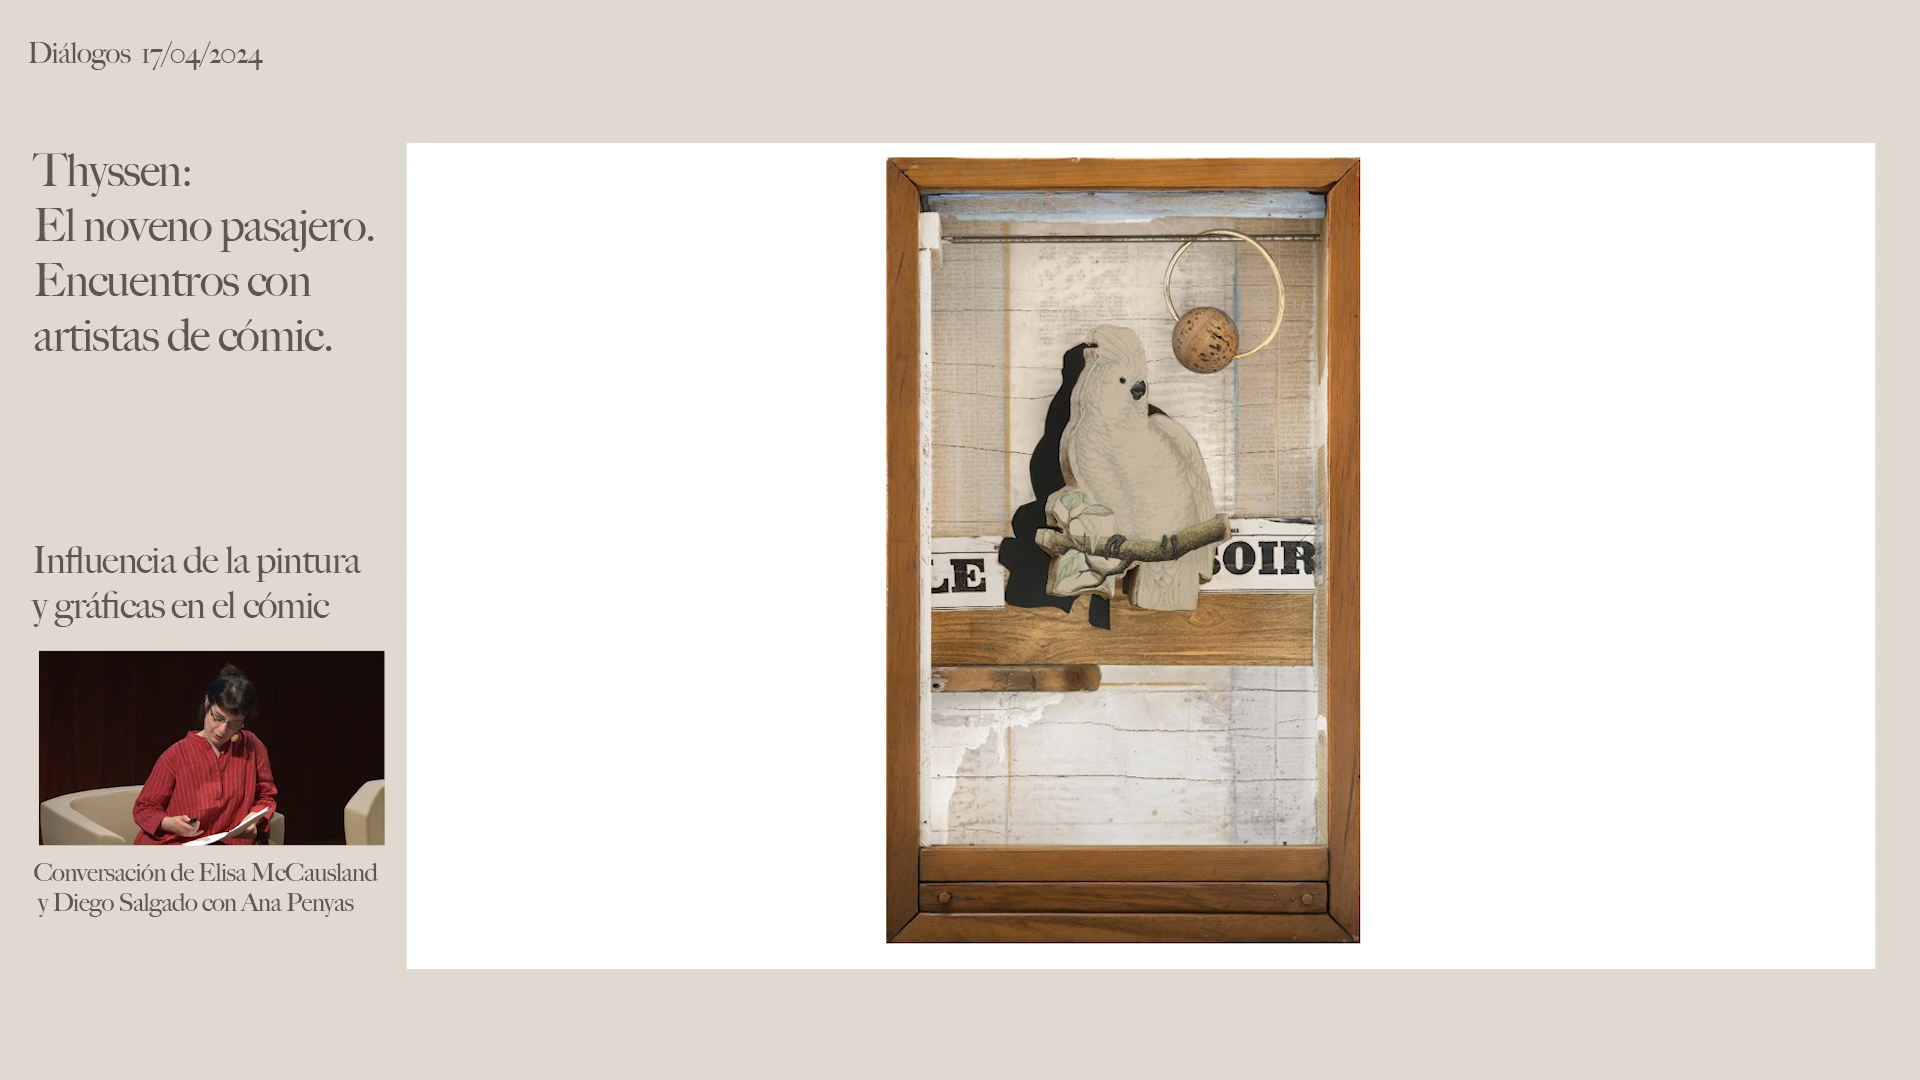 Diálogos 17/04/2024
Thyssen:
El noveno pasajero.
Encuentros con
artistas de cómic.
Influencia de la pintura
y gráficas en el cómic
Conversación de Elisa McCausland
y Diego Salgado con Ana Penyas
LE
SOIR